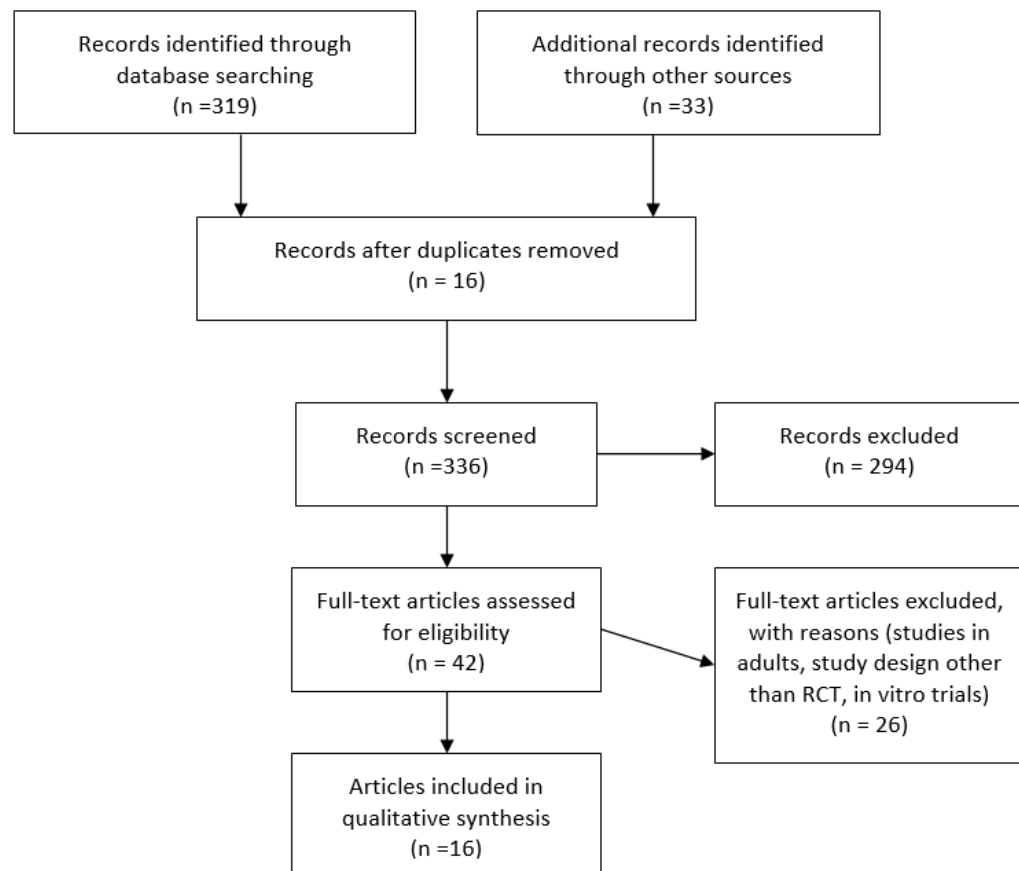 Records identified through
database searching
(n =319)
Additional records identified
through other sources
(n =33)
Records after duplicates removed
(n = 16)
Records screened
(n =336)
Records excluded
(n = 294)
Full-text articles assessed
for eligibility
(n = 42)
Full-text articles excluded,
with reasons (studies in
adults, study design other
than RCT, in vitro trials)
(n = 26)
Articles included in
qualitative synthesis
(n =16)